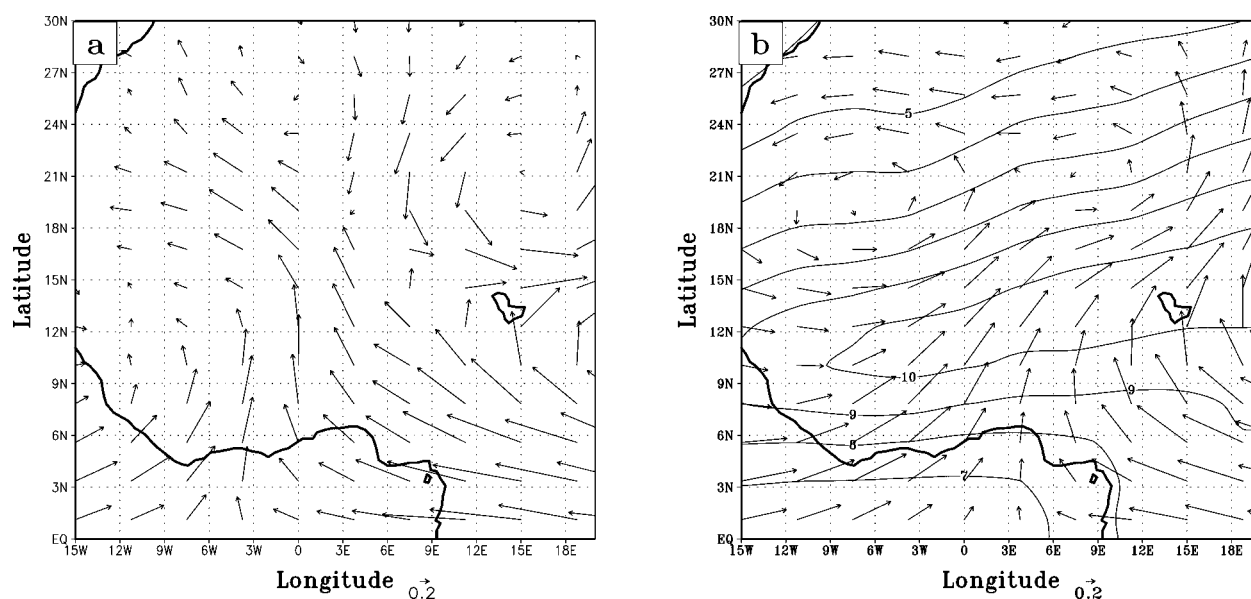 a
30N
27N
24N
21N
18N
15N
12N
9N
6N
3N
EQ
15W 12W 9W 6W 3W 0 3E 6E 9E 12E 15E 18E
Latitude
Longitude
0.2
b
30N
27N
24N
21N
18N
15N
12N
9N
6N
3N
EQ
15W 12W 9W 6W 3W 0 3E 6E 9E 12E 15E 18E
Latitude
Longitude
0.2
5
10
9
9
8
7